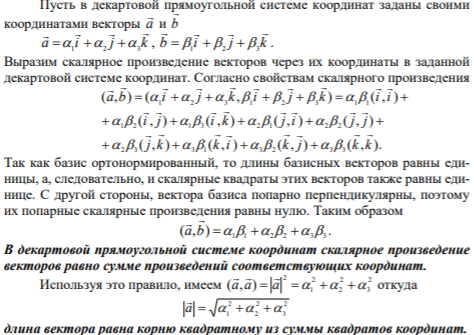 Пусть в декартовой прямоугольной системе координат заданы своими
координатами векторы $\vec{a}$ и $\vec{b}$
$\vec{a} = \alpha_1\vec{i} + \alpha_2\vec{j} + \alpha_3\vec{k}$, $\vec{b} = \beta_1\vec{i} + \beta_2\vec{j} + \beta_3\vec{k}$.
Выразим скалярное произведение векторов через их координаты в заданной
декартовой системе координат. Согласно свойствам скалярного произведения
$(\vec{a},\vec{b}) = (\alpha_1\vec{i} + \alpha_2\vec{j} + \alpha_3\vec{k}, \beta_1\vec{i} + \beta_2\vec{j} + \beta_3\vec{k}) = \alpha_1\beta_1(\vec{i},\vec{i}) +$
$+ \alpha_1\beta_2(\vec{i},\vec{j}) + \alpha_1\beta_3(\vec{i},\vec{k}) + \alpha_2\beta_1(\vec{j},\vec{i}) + \alpha_2\beta_2(\vec{j},\vec{j}) +$
$+ \alpha_2\beta_3(\vec{j},\vec{k}) + \alpha_3\beta_1(\vec{k},\vec{i}) + \alpha_3\beta_2(\vec{k},\vec{j}) + \alpha_3\beta_3(\vec{k},\vec{k}).$
Так как базис ортонормированный, то длины базисных векторов равны еди-
ницы, а, следовательно, и скалярные квадраты этих векторов также равны еди-
нице. С другой стороны, вектора базиса попарно перпендикулярны, поэтому
их попарные скалярные произведения равны нулю. Таким образом
$(\vec{a},\vec{b}) = \alpha_1\beta_1 + \alpha_2\beta_2 + \alpha_3\beta_3.$
В декартовой прямоугольной системе координат скалярное произведение
векторов равно сумме произведений соответствующих координат.
Используя это правило, имеем $(\vec{a},\vec{a}) = |\vec{a}|^2 = \alpha_1^2 + \alpha_2^2 + \alpha_3^2$ откуда
$|\vec{a}| = \sqrt{\alpha_1^2 + \alpha_2^2 + \alpha_3^2}$
длина вектора равна корню квадратному из суммы квадратов координат.